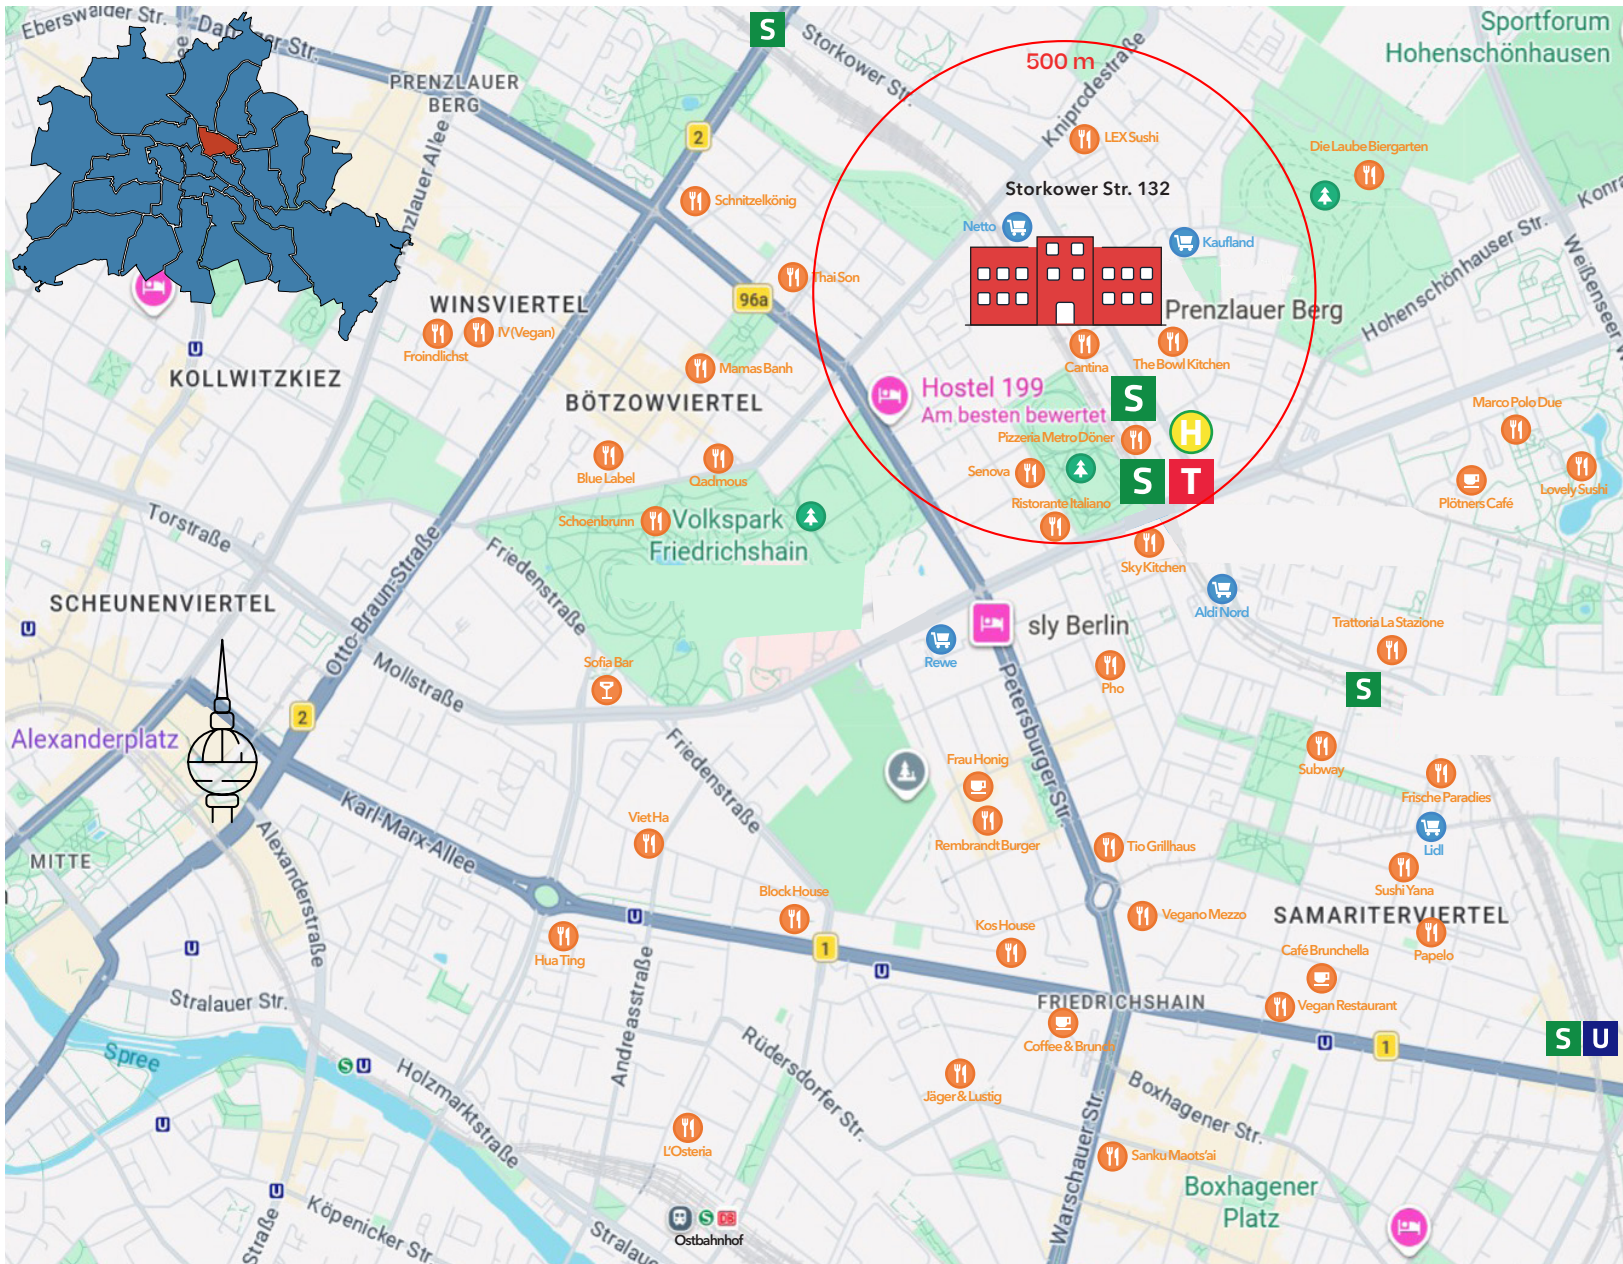 Eberswalder Str.
Danziger Str.
S
Storkower Str.
500 m
Kniprodestraße
Sportforum
Hohenschönhausen
PRENZLAUER
BERG
2
LEX Sushi
Die Laube Biergarten
Storkower Str. 132
Schnitzelkönig
Netto
Kaufland
Hohenschönhauser Str.
Thai Son
96a
WINSVIERTEL
Prenzlauer Berg
IV (Vegan)
Froindlichst
U
KOLLWITZKIEZ
Mamas Banh
Cantina
The Bowl Kitchen
BÖTZOWVIERTEL
Hostel 199
Am besten bewertet
S
H
Marco Polo Due
Pizzeria Metro Döner
Blue Label
Qadmous
Senova
S
T
Plötners Café
Lovely Sushi
Ristorante Italiano
Torstraße
Schoenbrunn
Volkspark
Friedrichshain
Friedenstraße
Otto-Braun-Straße
Sky Kitchen
SCHEUNENVIERTEL
U
Aldi Nord
sly Berlin
Trattoria La Stazione
Rewe
Mollstraße
Sofia Bar
Pho
S
2
Alexanderplatz
Petersburger Str.
Friedenstraße
Subway
Frau Honig
Frische Paradies
Karl-Marx-Allee
Viet Ha
Rembrandt Burger
Tio Grillhaus
Lidl
MITTE
Alexanderstraße
Block House
Sushi Yana
U
Vegano Mezzo
SAMARITERVIERTEL
Kos House
Hua Ting
1
U
U
Café Brunchella
Papelo
Stralauer Str.
Andreasstraße
FRIEDRICHSHAIN
Vegan Restaurant
Coffee & Brunch
U
1
S
U
Spree
S
U
Rüdersdorfer Str.
Holzmarktstraße
Jäger & Lustig
Boxhagener Str.
U
L'Osteria
Sanku Maots'ai
Warschauer Str.
U
Boxhagener
Platz
Köpenicker Str.
S
DB
Ostbahnhof